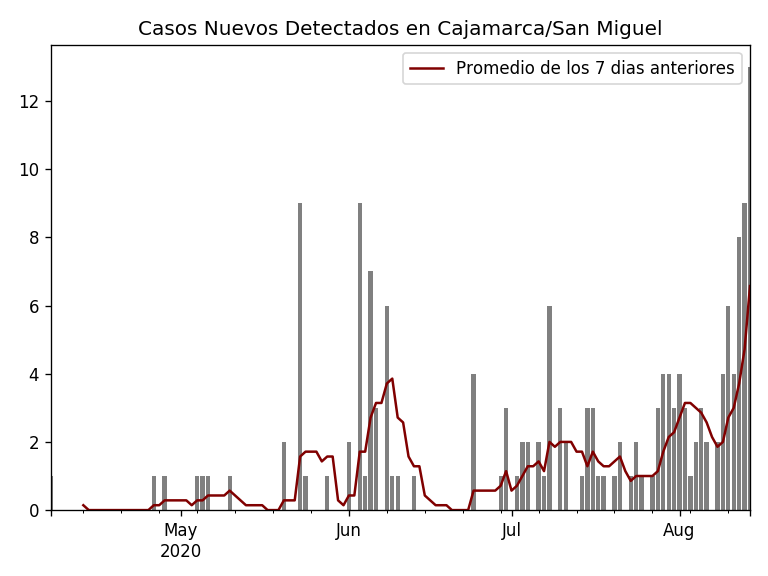 Casos Nuevos Detectados en Cajamarca/San Miguel
Promedio de los 7 dias anteriores
12
10
8
6
4
2
0
May Jun Jul Aug
2020